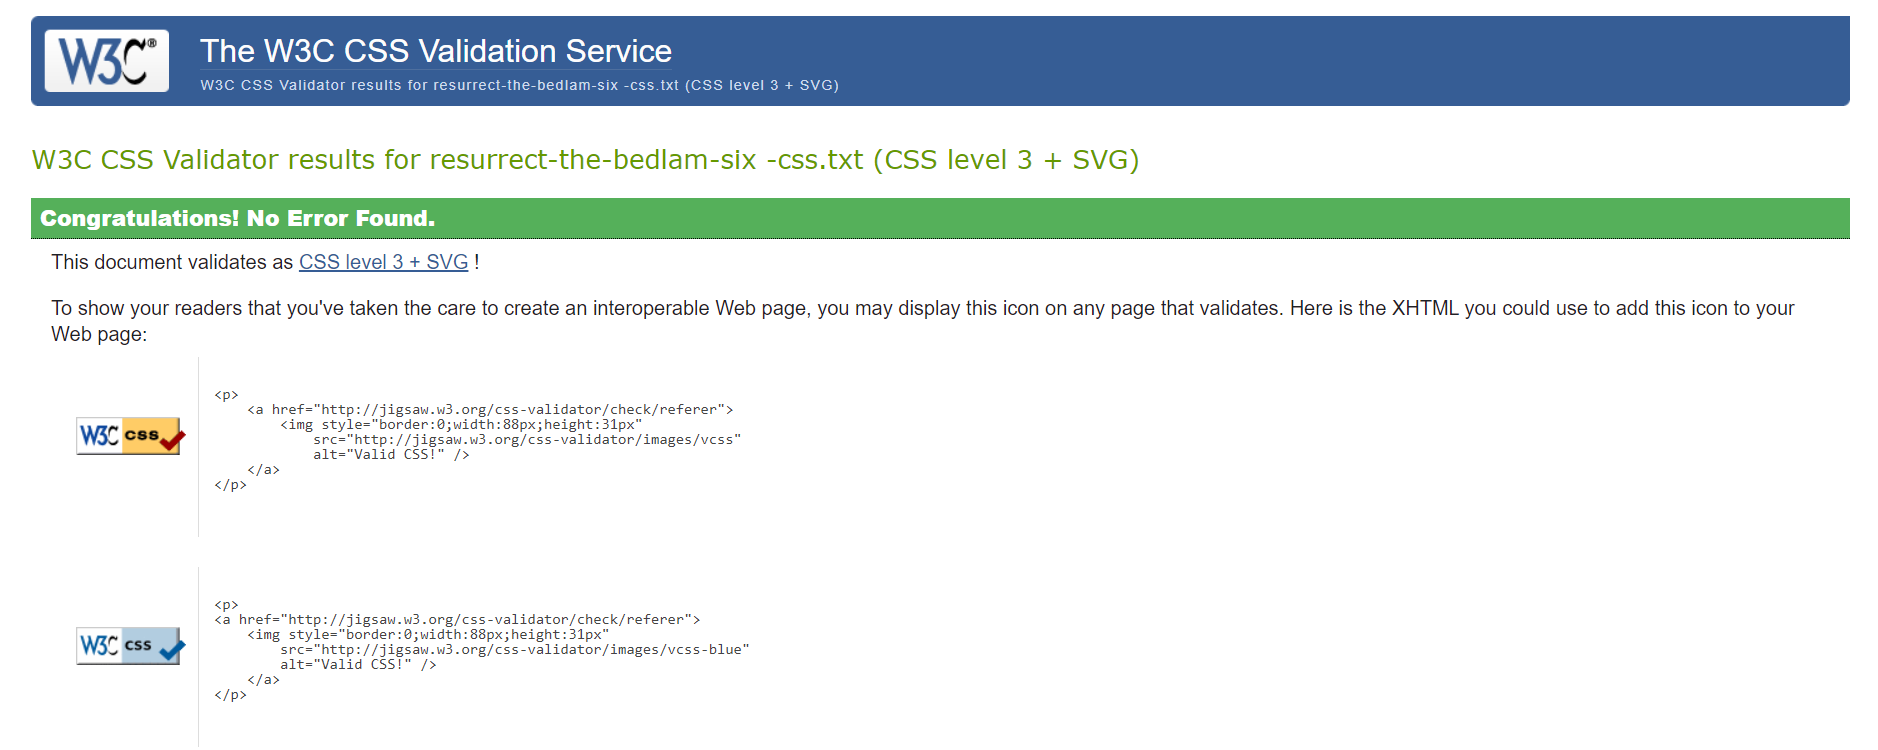 W3C®
The W3C CSS Validation Service
W3C CSS Validator results for resurrect-the-bedlam-six -css.txt (CSS level 3 + SVG)
W3C CSS Validator results for resurrect-the-bedlam-six -css.txt (CSS level 3 + SVG)
Congratulations! No Error Found.
This document validates as CSS level 3 + SVG !
To show your readers that you've taken the care to create an interoperable Web page, you may display this icon on any page that validates. Here is the XHTML you could use to add this icon to your
Web page:
W3C css
<p>
    <a href="http://jigsaw.w3.org/css-validator/check/referer">
        <img style="border:0;width:88px;height:31px"
            src="http://jigsaw.w3.org/css-validator/images/vcss"
            alt="Valid CSS!" />
    </a>
</p>
W3C css
<p>
<a href="http://jigsaw.w3.org/css-validator/check/referer">
    <img style="border:0;width:88px;height:31px"
        src="http://jigsaw.w3.org/css-validator/images/vcss-blue"
        alt="Valid CSS!" />
    </a>
</p>